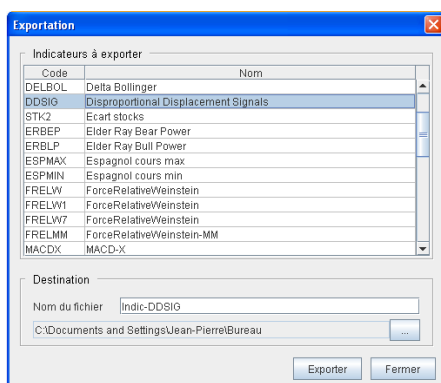 Exportation
Indicateurs à exporter
Code Nom
DELBOL Delta Bollinger
DDSIG Disproportional Displacement Signals
STK2 Ecart stocks
ERBEP Elder Ray Bear Power
ERBLP Elder Ray Bull Power
ESPMAX Espagnol cours max
ESPMIN Espagnol cours min
FRELW ForceRelativeWeinstein
FRELW1 ForceRelativeWeinstein
FRELW7 ForceRelativeWeinstein
FRELMM ForceRelativeWeinstein-MM
MACDX MACD-X
Destination
Nom du fichier Indic-DDSIG
C:\Documents and Settings\Jean-Pierre\Bureau ...
Exporter Fermer